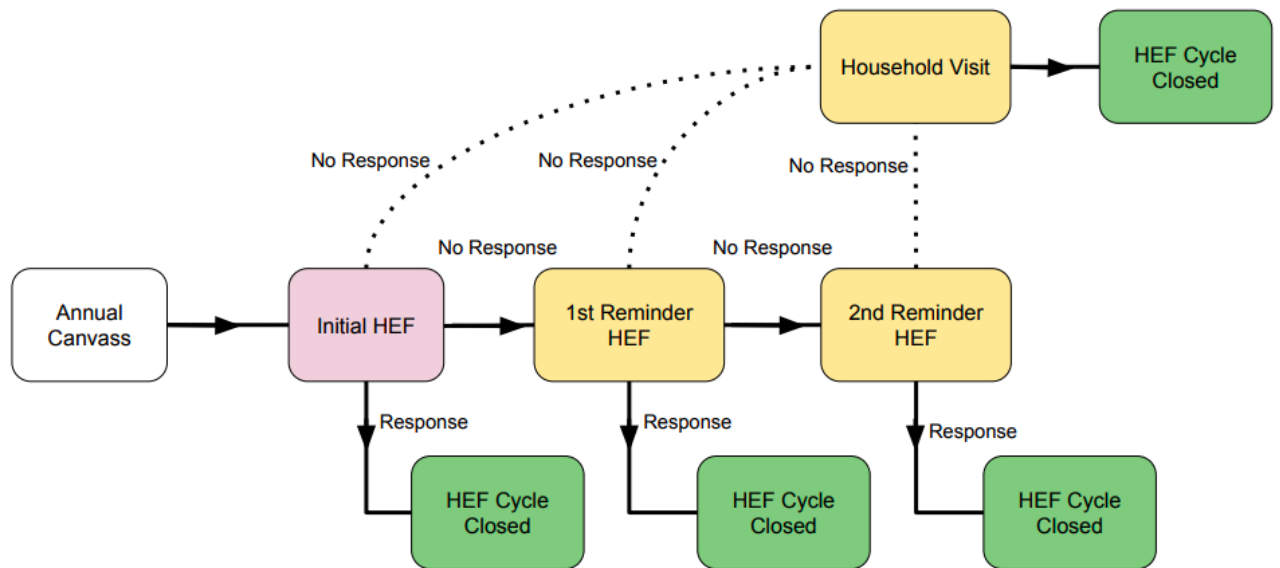 Household Visit
HEF Cycle
Closed
No Response
No Response
No Response
No Response
No Response
Annual
Canvass
Initial HEF
1st Reminder
HEF
2nd Reminder
HEF
Response
Response
Response
HEF Cycle
Closed
HEF Cycle
Closed
HEF Cycle
Closed